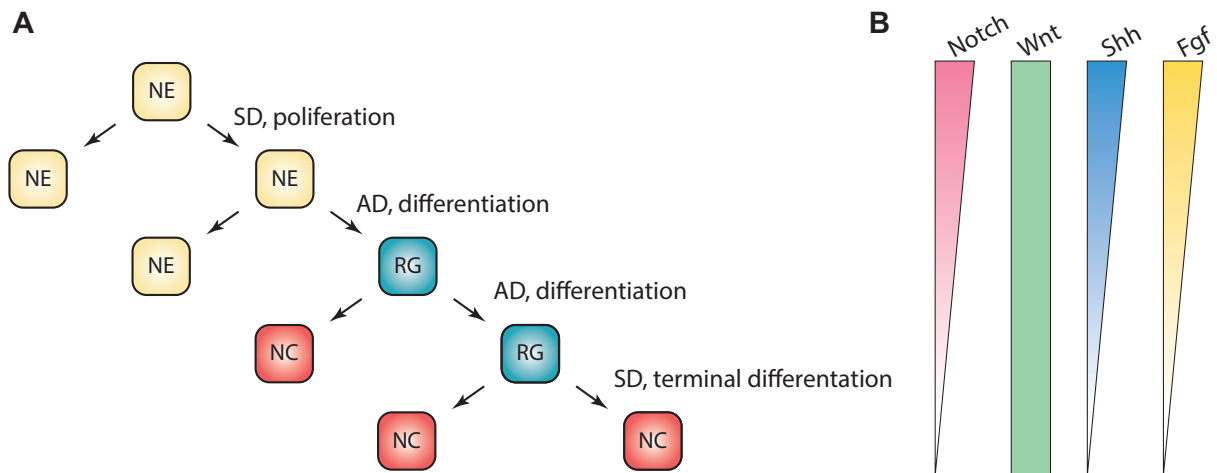 A
NE
SD, poliferation
NE
NE
AD, differentiation
NE
RG
AD, differentiation
NC
RG
SD, terminal differentation
NC
NC
B
Notch
Wnt
Shh
Fgf